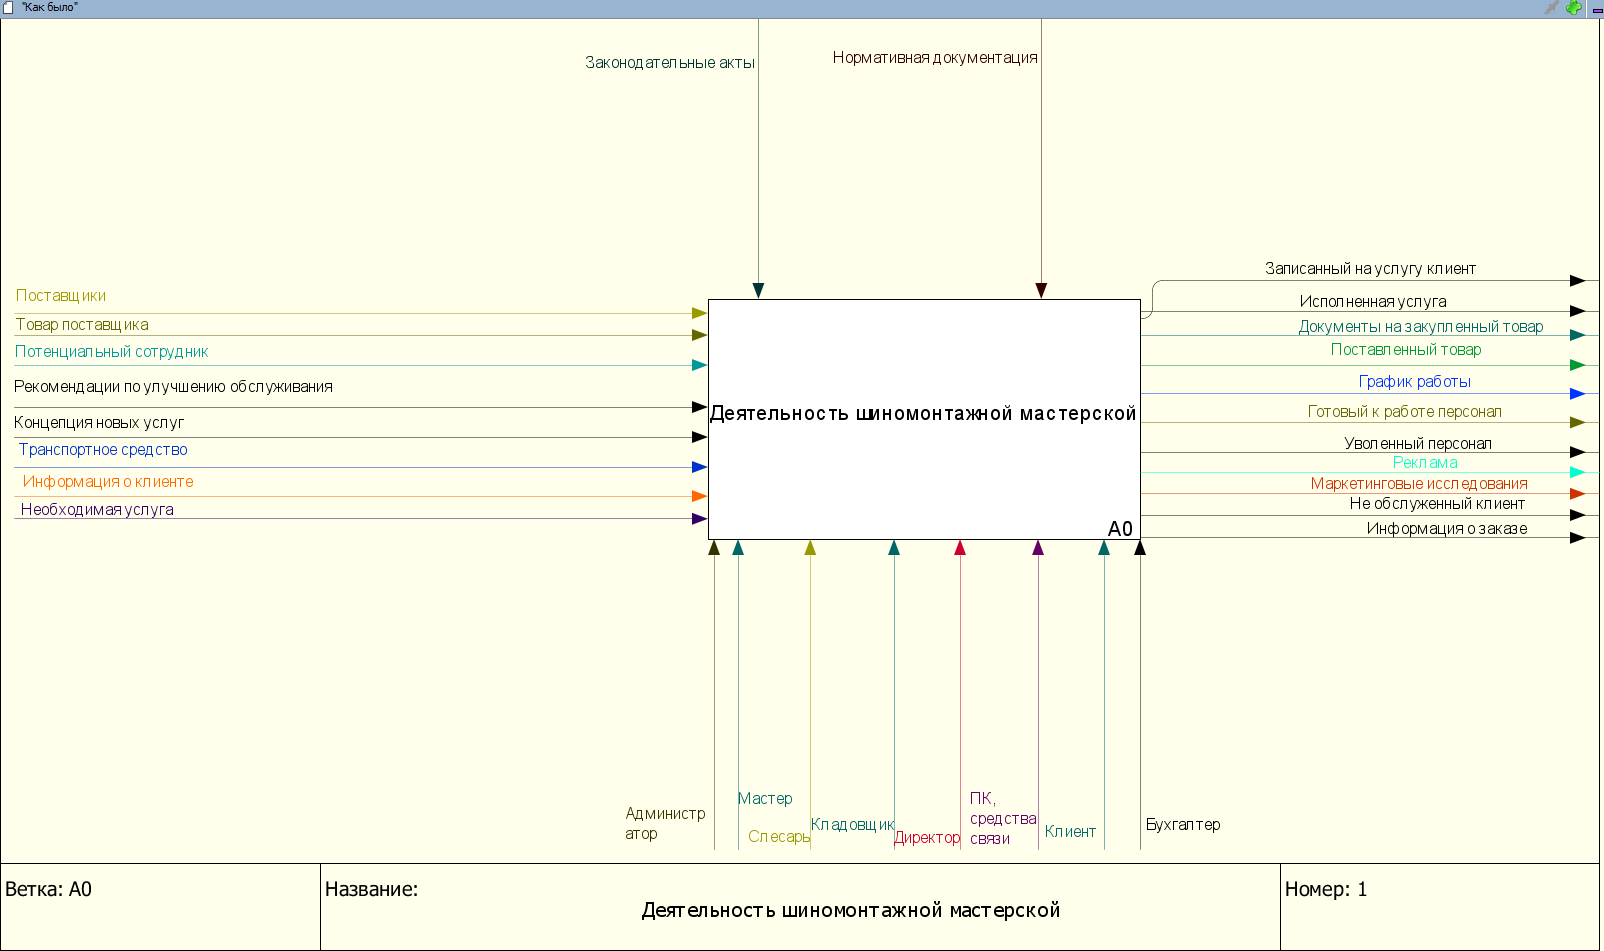 "Как было"
Законодательные акты
Нормативная документация
Поставщики
Товар поставщика
Потенциальный сотрудник
Рекомендации по улучшению обслуживания
Концепция новых услуг
Транспортное средство
Информация о клиенте
Необходимая услуга
Деятельность шиномонтажной мастерской
A0
Записанный на услугу клиент
Исполненная услуга
Документы на закупленный товар
Поставленный товар
График работы
Готовый к работе персонал
Уволенный персонал
Реклама
Маркетинговые исследования
Не обслуженный клиент
Информация о заказе
Администр
атор
Мастер
Слесарь
Кладовщик
Директор
ПК,
средства
связи
Клиент
Бухгалтер
Ветка: A0
Название:
Деятельность шиномонтажной мастерской
Номер: 1